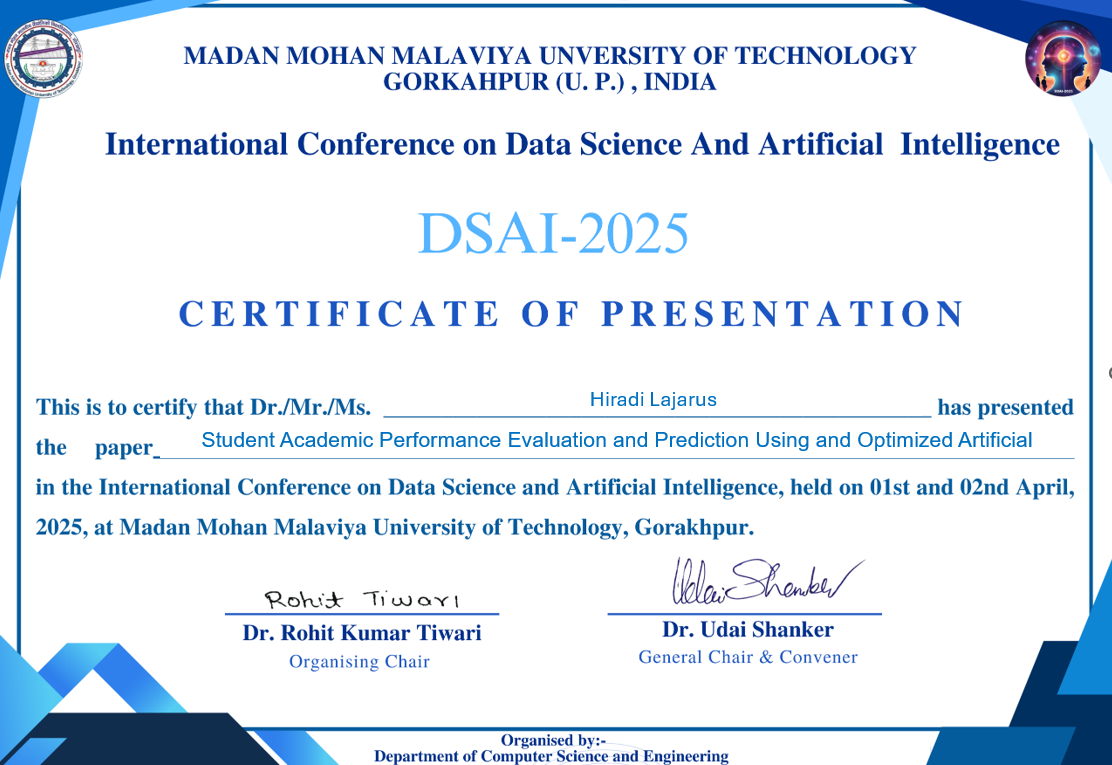 MADAN MOHAN MALAVIYA UNVERSITY OF TECHNOLOGY
GORKAHPUR (U. P.) , INDIA
International Conference on Data Science And Artificial Intelligence
DSAI-2025
CERTIFICATE OF PRESENTATION
This is to certify that Dr./Mr./Ms. Hiradi Lajarus has presented
the paper Student Academic Performance Evaluation and Prediction Using and Optimized Artificial
in the International Conference on Data Science and Artificial Intelligence, held on 01st and 02nd April,
2025, at Madan Mohan Malaviya University of Technology, Gorakhpur.
Rohit Tiwari
Udai Shanker
Dr. Rohit Kumar Tiwari
Dr. Udai Shanker
Organising Chair
General Chair & Convener
Organised by:-
Department of Computer Science and Engineering